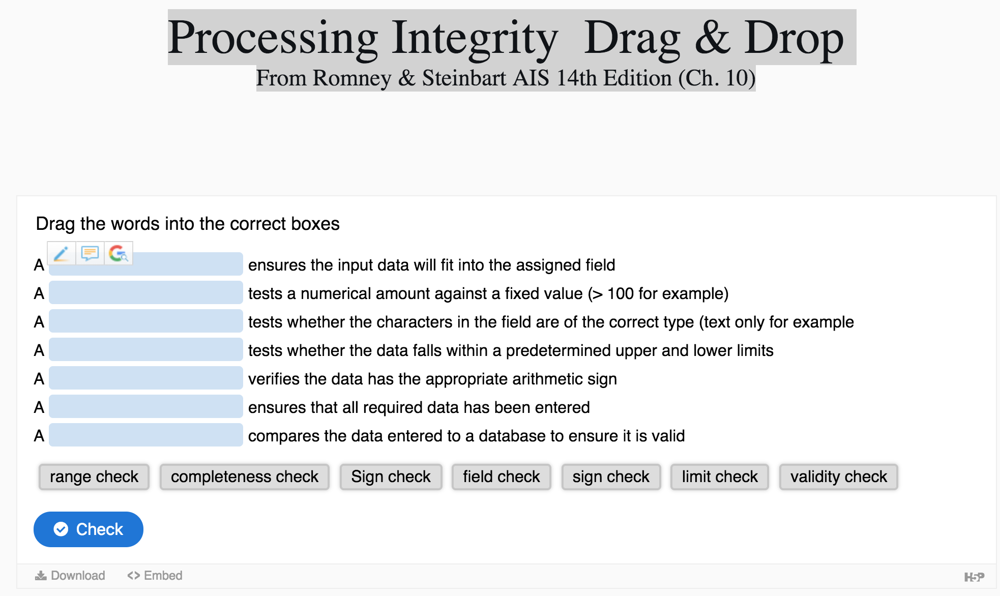 Processing Integrity  Drag & Drop
From Romney & Steinbart AIS 14th Edition (Ch. 10)
Drag the words into the correct boxes
A ensures the input data will fit into the assigned field
A tests a numerical amount against a fixed value (> 100 for example)
A tests whether the characters in the field are of the correct type (text only for example
A tests whether the data falls within a predetermined upper and lower limits
A verifies the data has the appropriate arithmetic sign
A ensures that all required data has been entered
A compares the data entered to a database to ensure it is valid
range check completeness check Sign check field check sign check limit check validity check
Check
Download <> Embed H5P